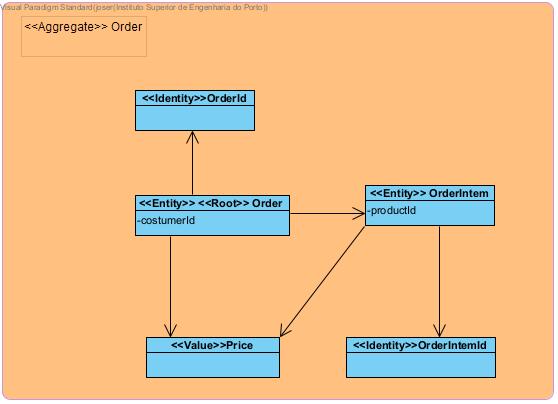 Visual Paradigm Standard(joser(Instituto Superior de Engenharia do Porto))
<<Aggregate>> Order
<<Identity>>OrderId
<<Entity>> <<Root>> Order
-costumerId
<<Entity>> OrderIntem
-productId
<<Value>>Price
<<Identity>>OrderIntemId